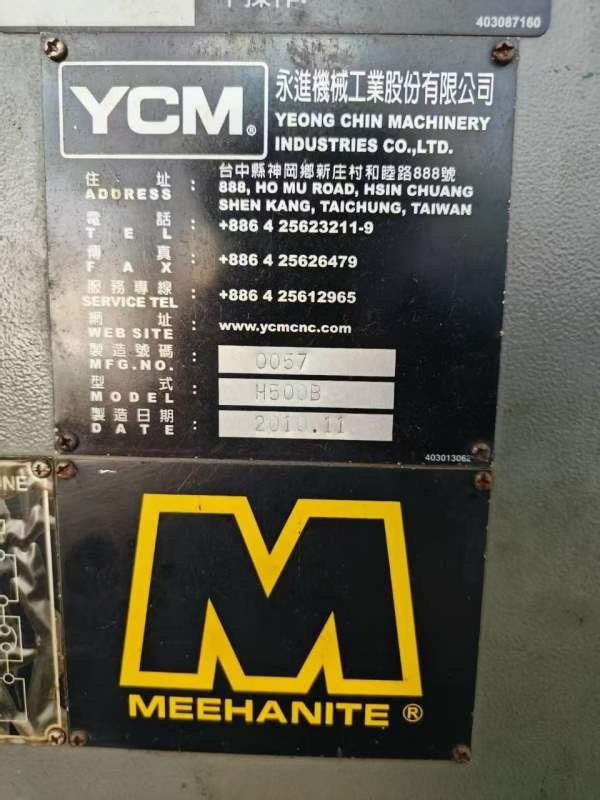 403087160
YCM®
永進機械工業股份有限公司
YEONG CHIN MACHINERY
INDUSTRIES CO.,LTD.
住址 : 台中縣神岡鄉新庄村和睦路888號
ADDRESS 888, HO MU ROAD, HSIN CHUANG
SHEN KANG, TAICHUNG, TAIWAN
電話 : +886 4 25623211-9
TEL
傳真 : +886 4 25626479
FAX
服務專線 : +886 4 25612965
SERVICE TEL
網址 : www.ycmcnc.com
WEB SITE
製造號碼 : 0057
MFG.NO.
型式 : H500B
MODEL
製造日期 : 2010.11
DATE
INE
M
MEEHANITE®